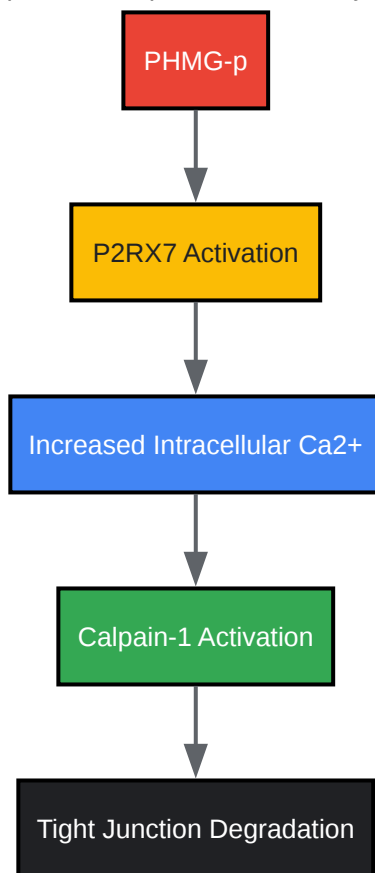 PHMG-p
P2RX7 Activation
Increased Intracellular Ca2+
Calpain-1 Activation
Tight Junction Degradation